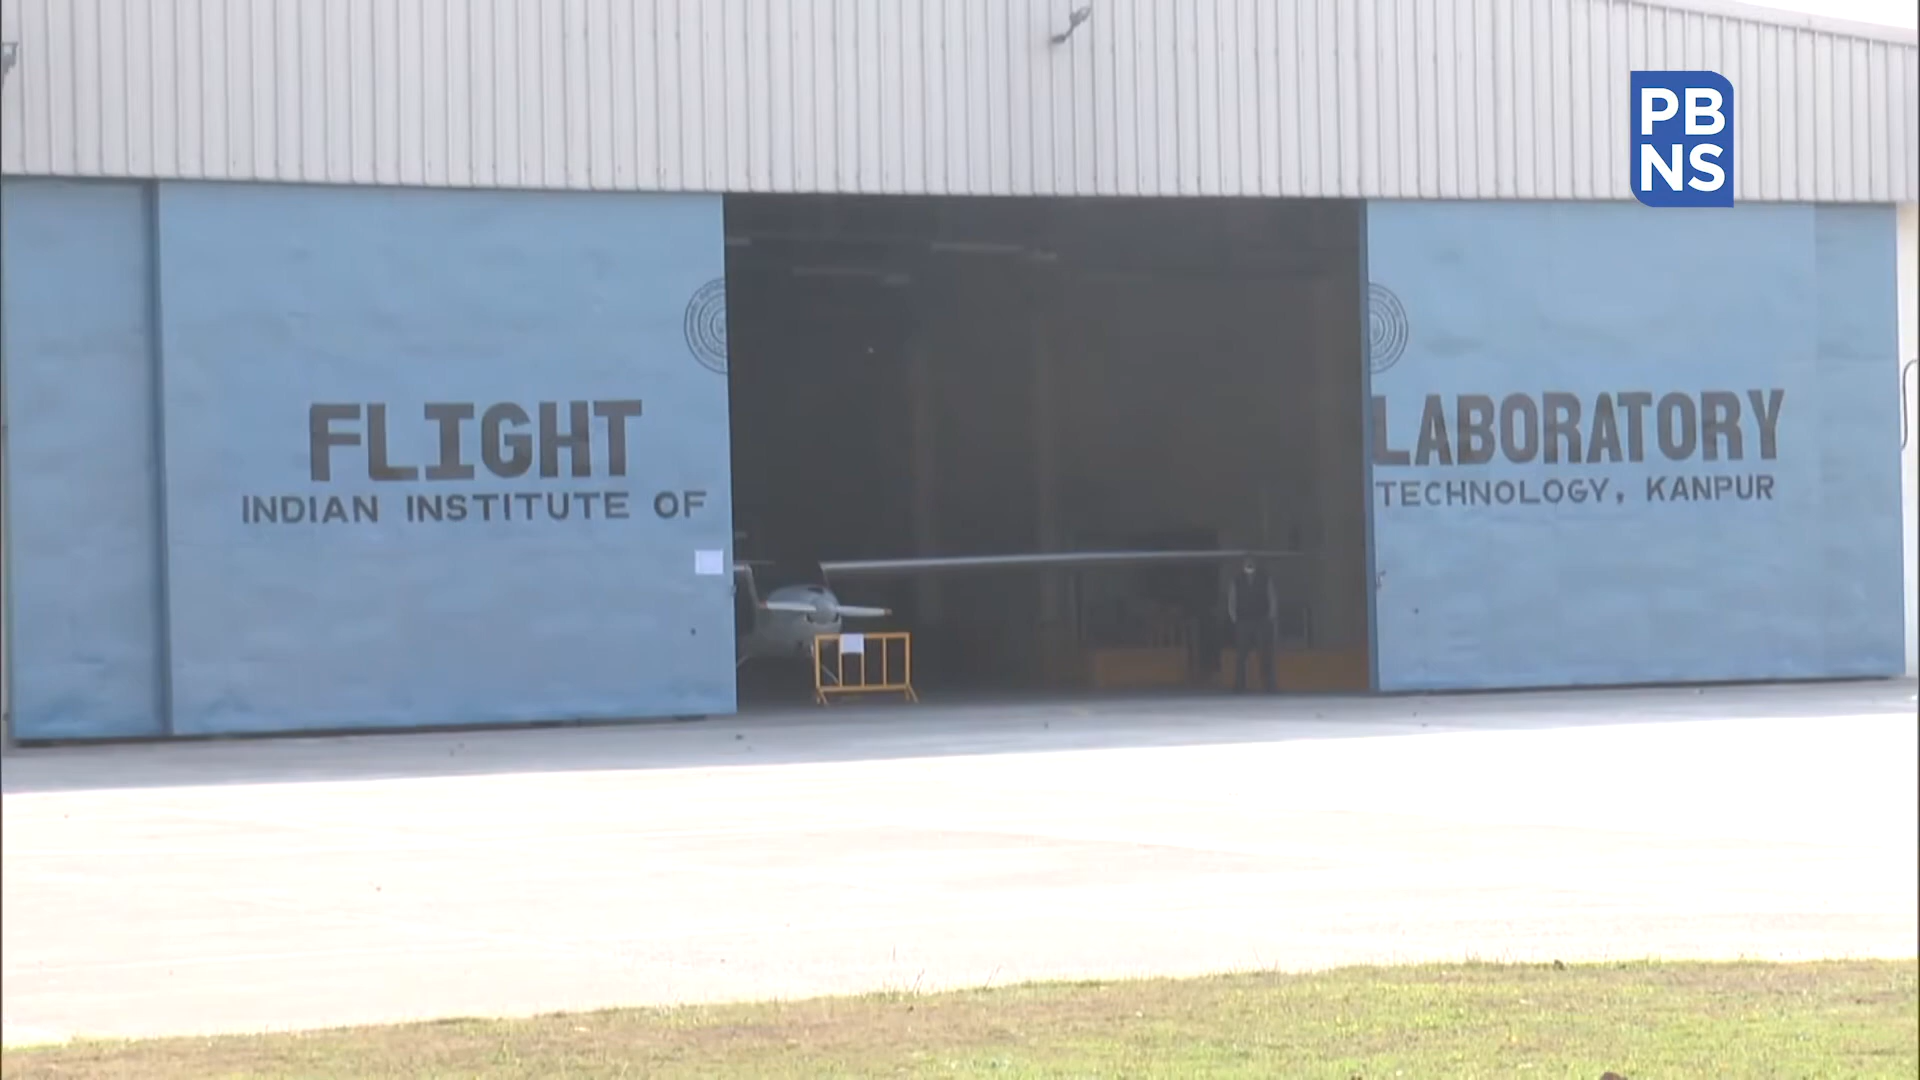 PB
NS
FLIGHT LABORATORY
INDIAN INSTITUTE OF TECHNOLOGY, KANPUR